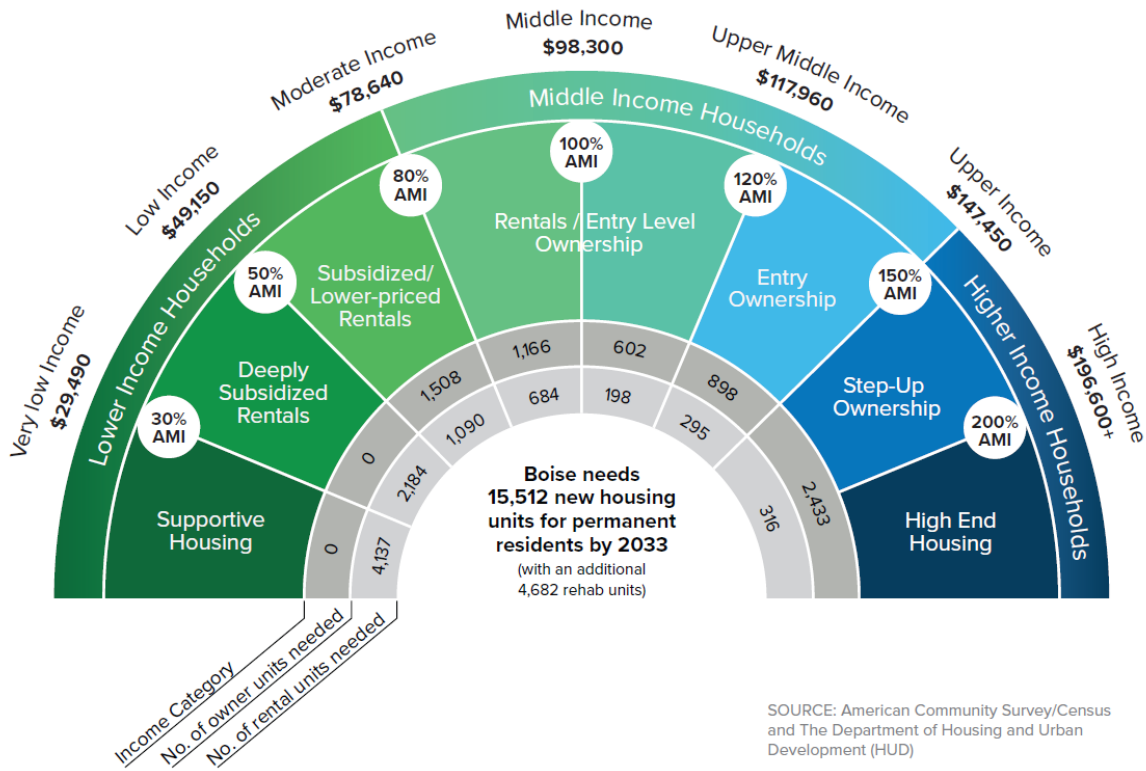 Very low Income
$29,490
Low Income
$49,150
Moderate Income
$78,640
Middle Income
$98,300
Upper Middle Income
$117,960
Upper Income
$147,450
High Income
$196,600+
Lower Income Households
Middle Income Households
Higher Income Households
30%
AMI
50%
AMI
80%
AMI
100%
AMI
120%
AMI
150%
AMI
200%
AMI
Supportive
Housing
Deeply
Subsidized
Rentals
Subsidized/
Lower-priced
Rentals
Rentals / Entry Level
Ownership
Entry
Ownership
Step-Up
Ownership
High End
Housing
0
0
1,508
1,166
602
898
2,433
4,137
2,184
1,090
684
198
295
316
Boise needs
15,512 new housing
units for permanent
residents by 2033
(with an additional
4,682 rehab units)
Income Category
No. of owner units needed
No. of rental units needed
SOURCE: American Community Survey/Census
and The Department of Housing and Urban
Development (HUD)